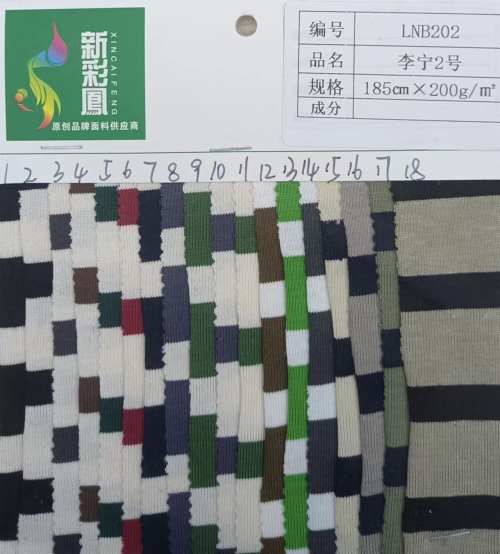 新彩鳳
XINCAIFENG
原创品牌面料供应商
编号 LNB202
品名 李宁2号
规格 185cm×200g/m²
成分
1 2 3 4 5 6 7 8 9 10 11 12 13 14 15 16 17 18